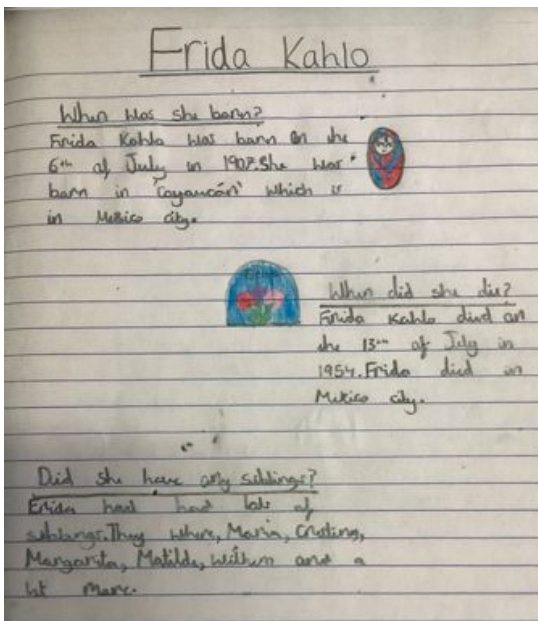 Frida Kahlo
When was she born?
Frida Kahlo was born on the
6th of July in 1907. She was
born in 'Coyaucán' which is
in Mexico city.
When did she die?
Frida Kahlo died on
the 13th of July in
1954. Frida died in
Mexico city.
Did she have any siblings?
Frida had had lots of
siblings. They where, Maria, Cristina,
Margarita, Matilde, William and a
lot more.